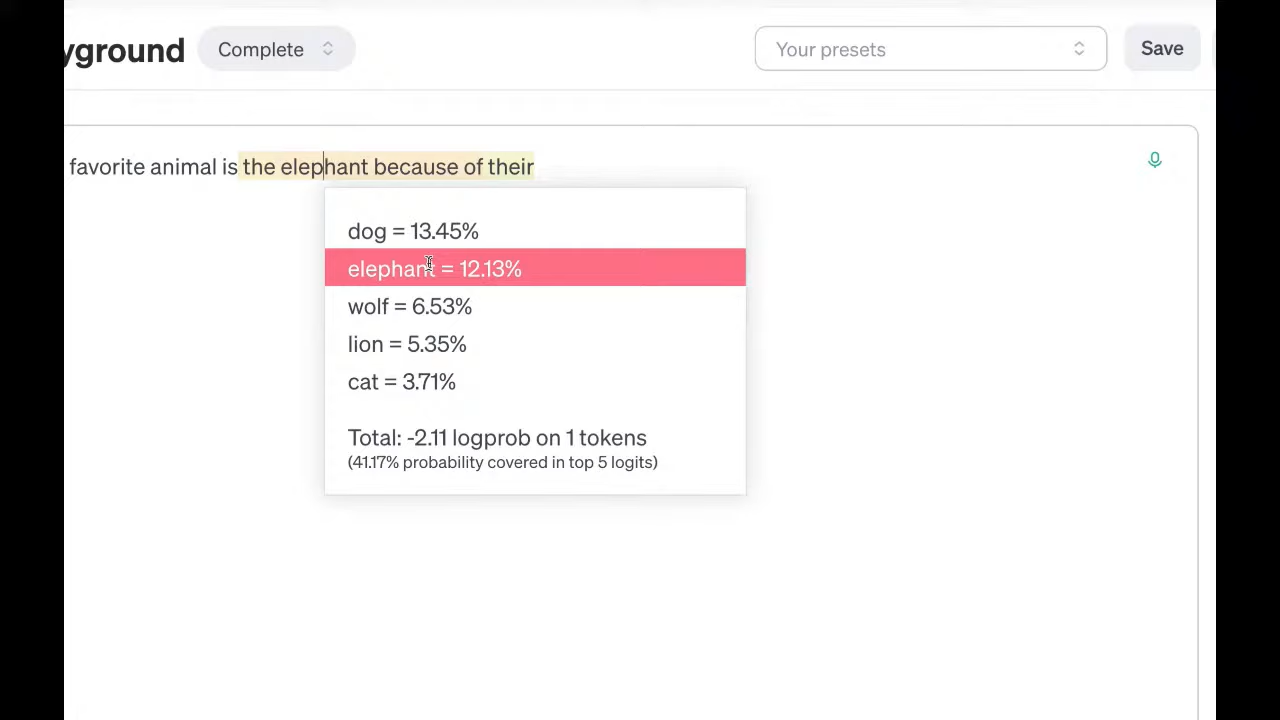 yground Complete Your presets Save
favorite animal is the elephant because of their
dog = 13.45%
elephant = 12.13%
wolf = 6.53%
lion = 5.35%
cat = 3.71%
Total: -2.11 logprob on 1 tokens
(41.17% probability covered in top 5 logits)